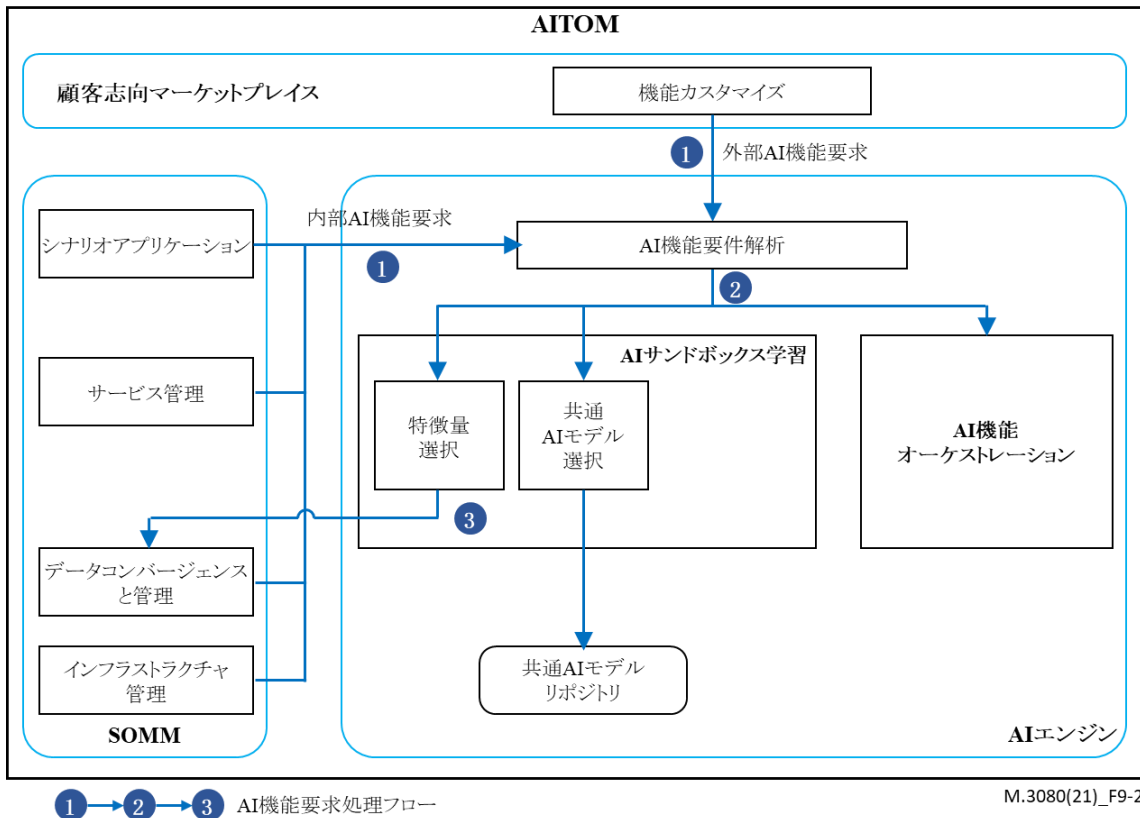 AITOM
顧客志向マーケットプレイス
機能カスタマイズ
1
外部AI機能要求
シナリオアプリケーション
内部AI機能要求
1
AI機能要件解析
2
サービス管理
AIサンドボックス学習
特徴量
選択
共通
AIモデル
選択
AI機能
オーケストレーション
3
データコンバージェンス
と管理
インフラストラクチャ
管理
共通AIモデル
リポジトリ
SOMM
AIエンジン
1 2 3 AI機能要求処理フロー
M.3080(21)_F9-2